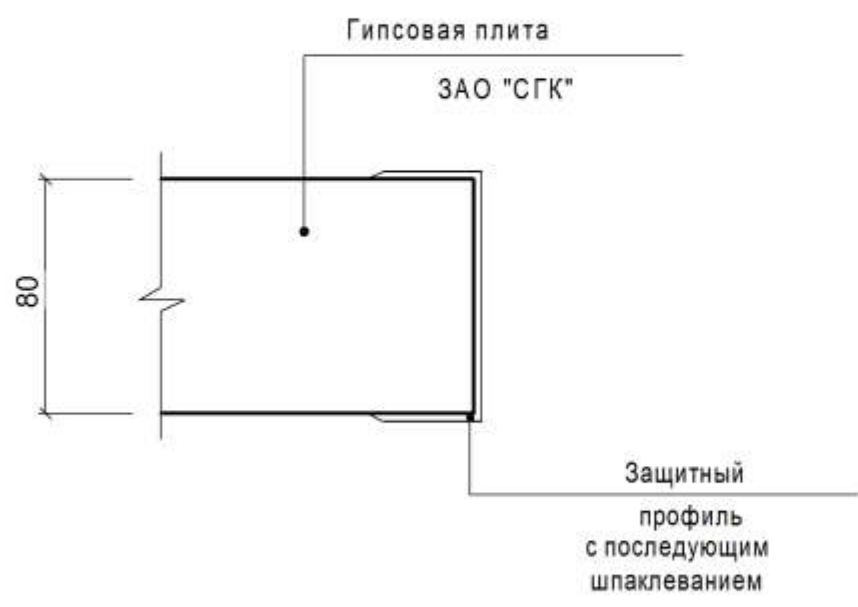 Гипсовая плита
ЗАО "СГК"
80
Защитный
профиль
с последующим
шпаклеванием